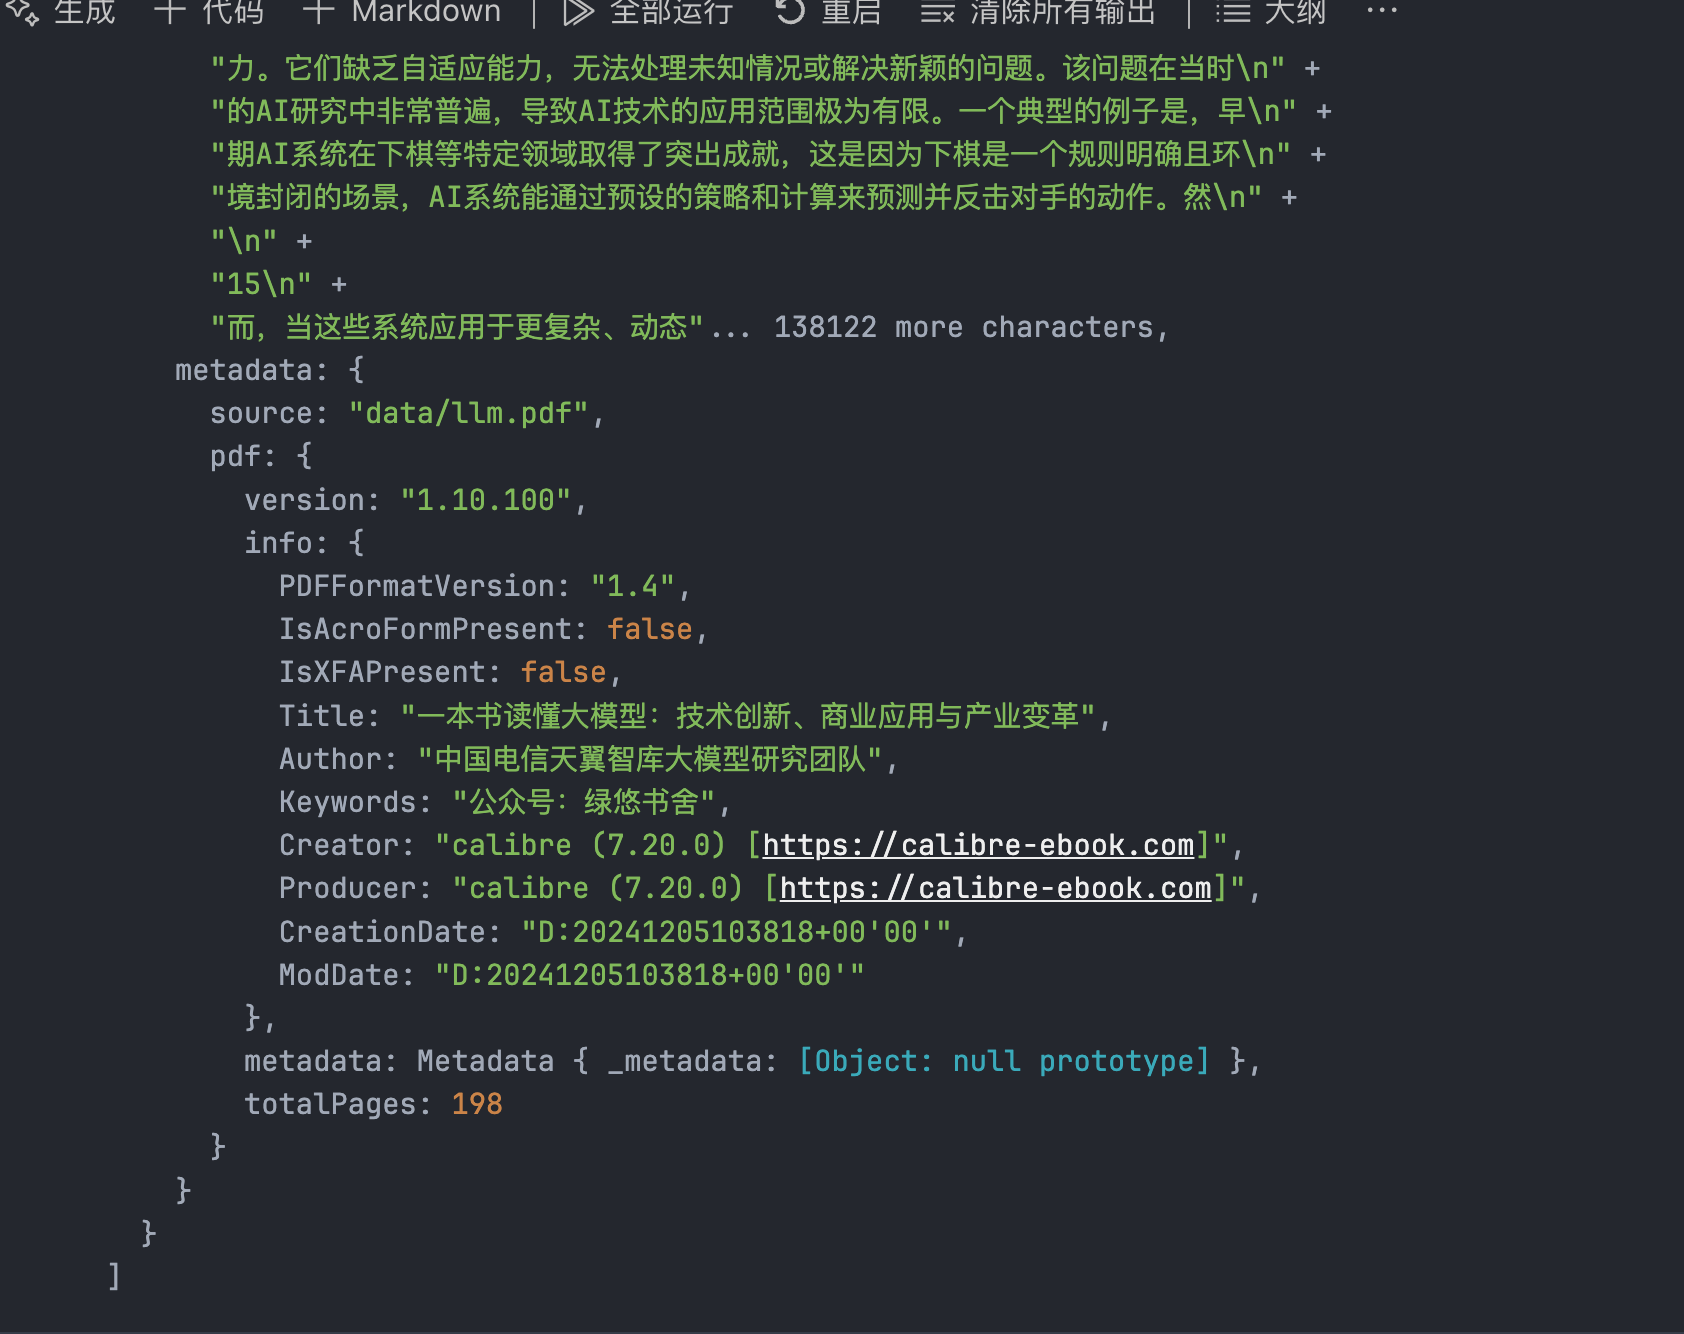 生成 + 代码 + Markdown | 全部运行 重启 清除所有输出 | 大纲 ...
"力。它们缺乏自适应能力，无法处理未知情况或解决新颖的问题。该问题在当时\n" +
"的AI研究中非常普遍，导致AI技术的应用范围极为有限。一个典型的例子是，早\n" +
"期AI系统在下棋等特定领域取得了突出成就，这是因为下棋是一个规则明确且环\n" +
"境封闭的场景，AI系统能通过预设的策略和计算来预测并反击对手的动作。然\n" +
"\n" +
"15\n" +
"而，当这些系统应用于更复杂、动态"... 138122 more characters,
metadata: {
source: "data/llm.pdf",
pdf: {
version: "1.10.100",
info: {
PDFFormatVersion: "1.4",
IsAcroFormPresent: false,
IsXFAPresent: false,
Title: "一本书读懂大模型：技术创新、商业应用与产业变革",
Author: "中国电信天翼智库大模型研究团队",
Keywords: "公众号：绿悠书舍",
Creator: "calibre (7.20.0) [https://calibre-ebook.com]",
Producer: "calibre (7.20.0) [https://calibre-ebook.com]",
CreationDate: "D:20241205103818+00'00'",
ModDate: "D:20241205103818+00'00'"
},
metadata: Metadata { _metadata: [Object: null prototype] },
totalPages: 198
}
}
}
]